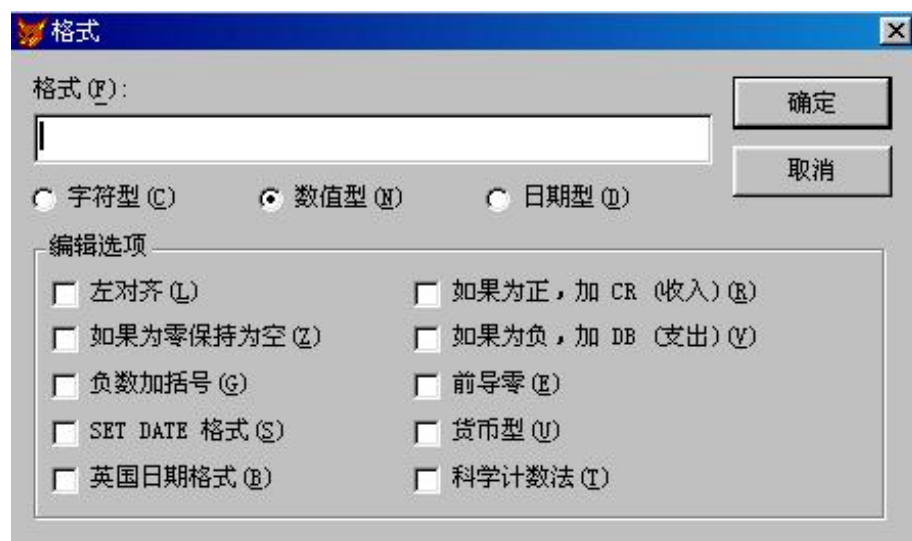 格式
格式(F):
确定
取消
字符型(C) 数值型(N) 日期型(D)
编辑选项
左对齐(L) 如果为正，加 CR (收入)(R)
如果为零保持为空(Z) 如果为负，加 DB (支出)(V)
负数加括号(G) 前导零(E)
SET DATE 格式(S) 货币型(U)
英国日期格式(B) 科学计数法(T)